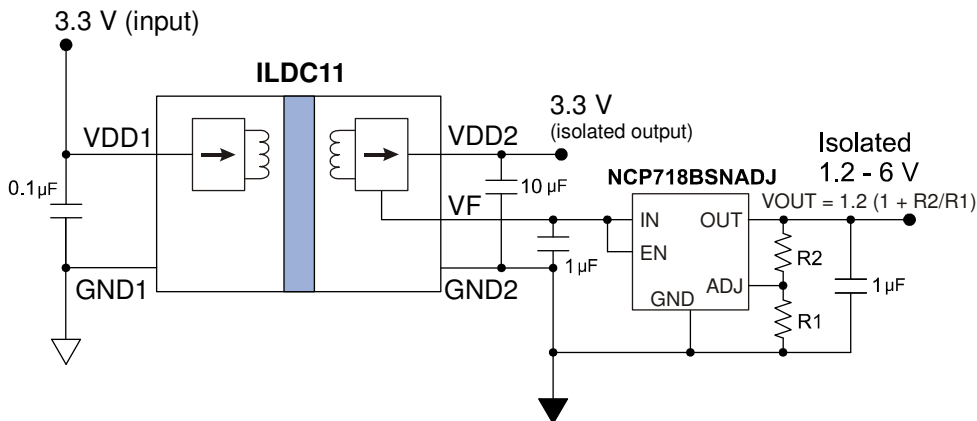 3.3 V (input)
ILDC11
VDD1
VDD2
3.3 V
(isolated output)
0.1µF
10 µF
VF
1µF
GND1
GND2
NCP718BSNADJ
IN
EN
OUT
ADJ
GND
Isolated
1.2 - 6 V
VOUT = 1.2 (1 + R2/R1)
R2
R1
1µF